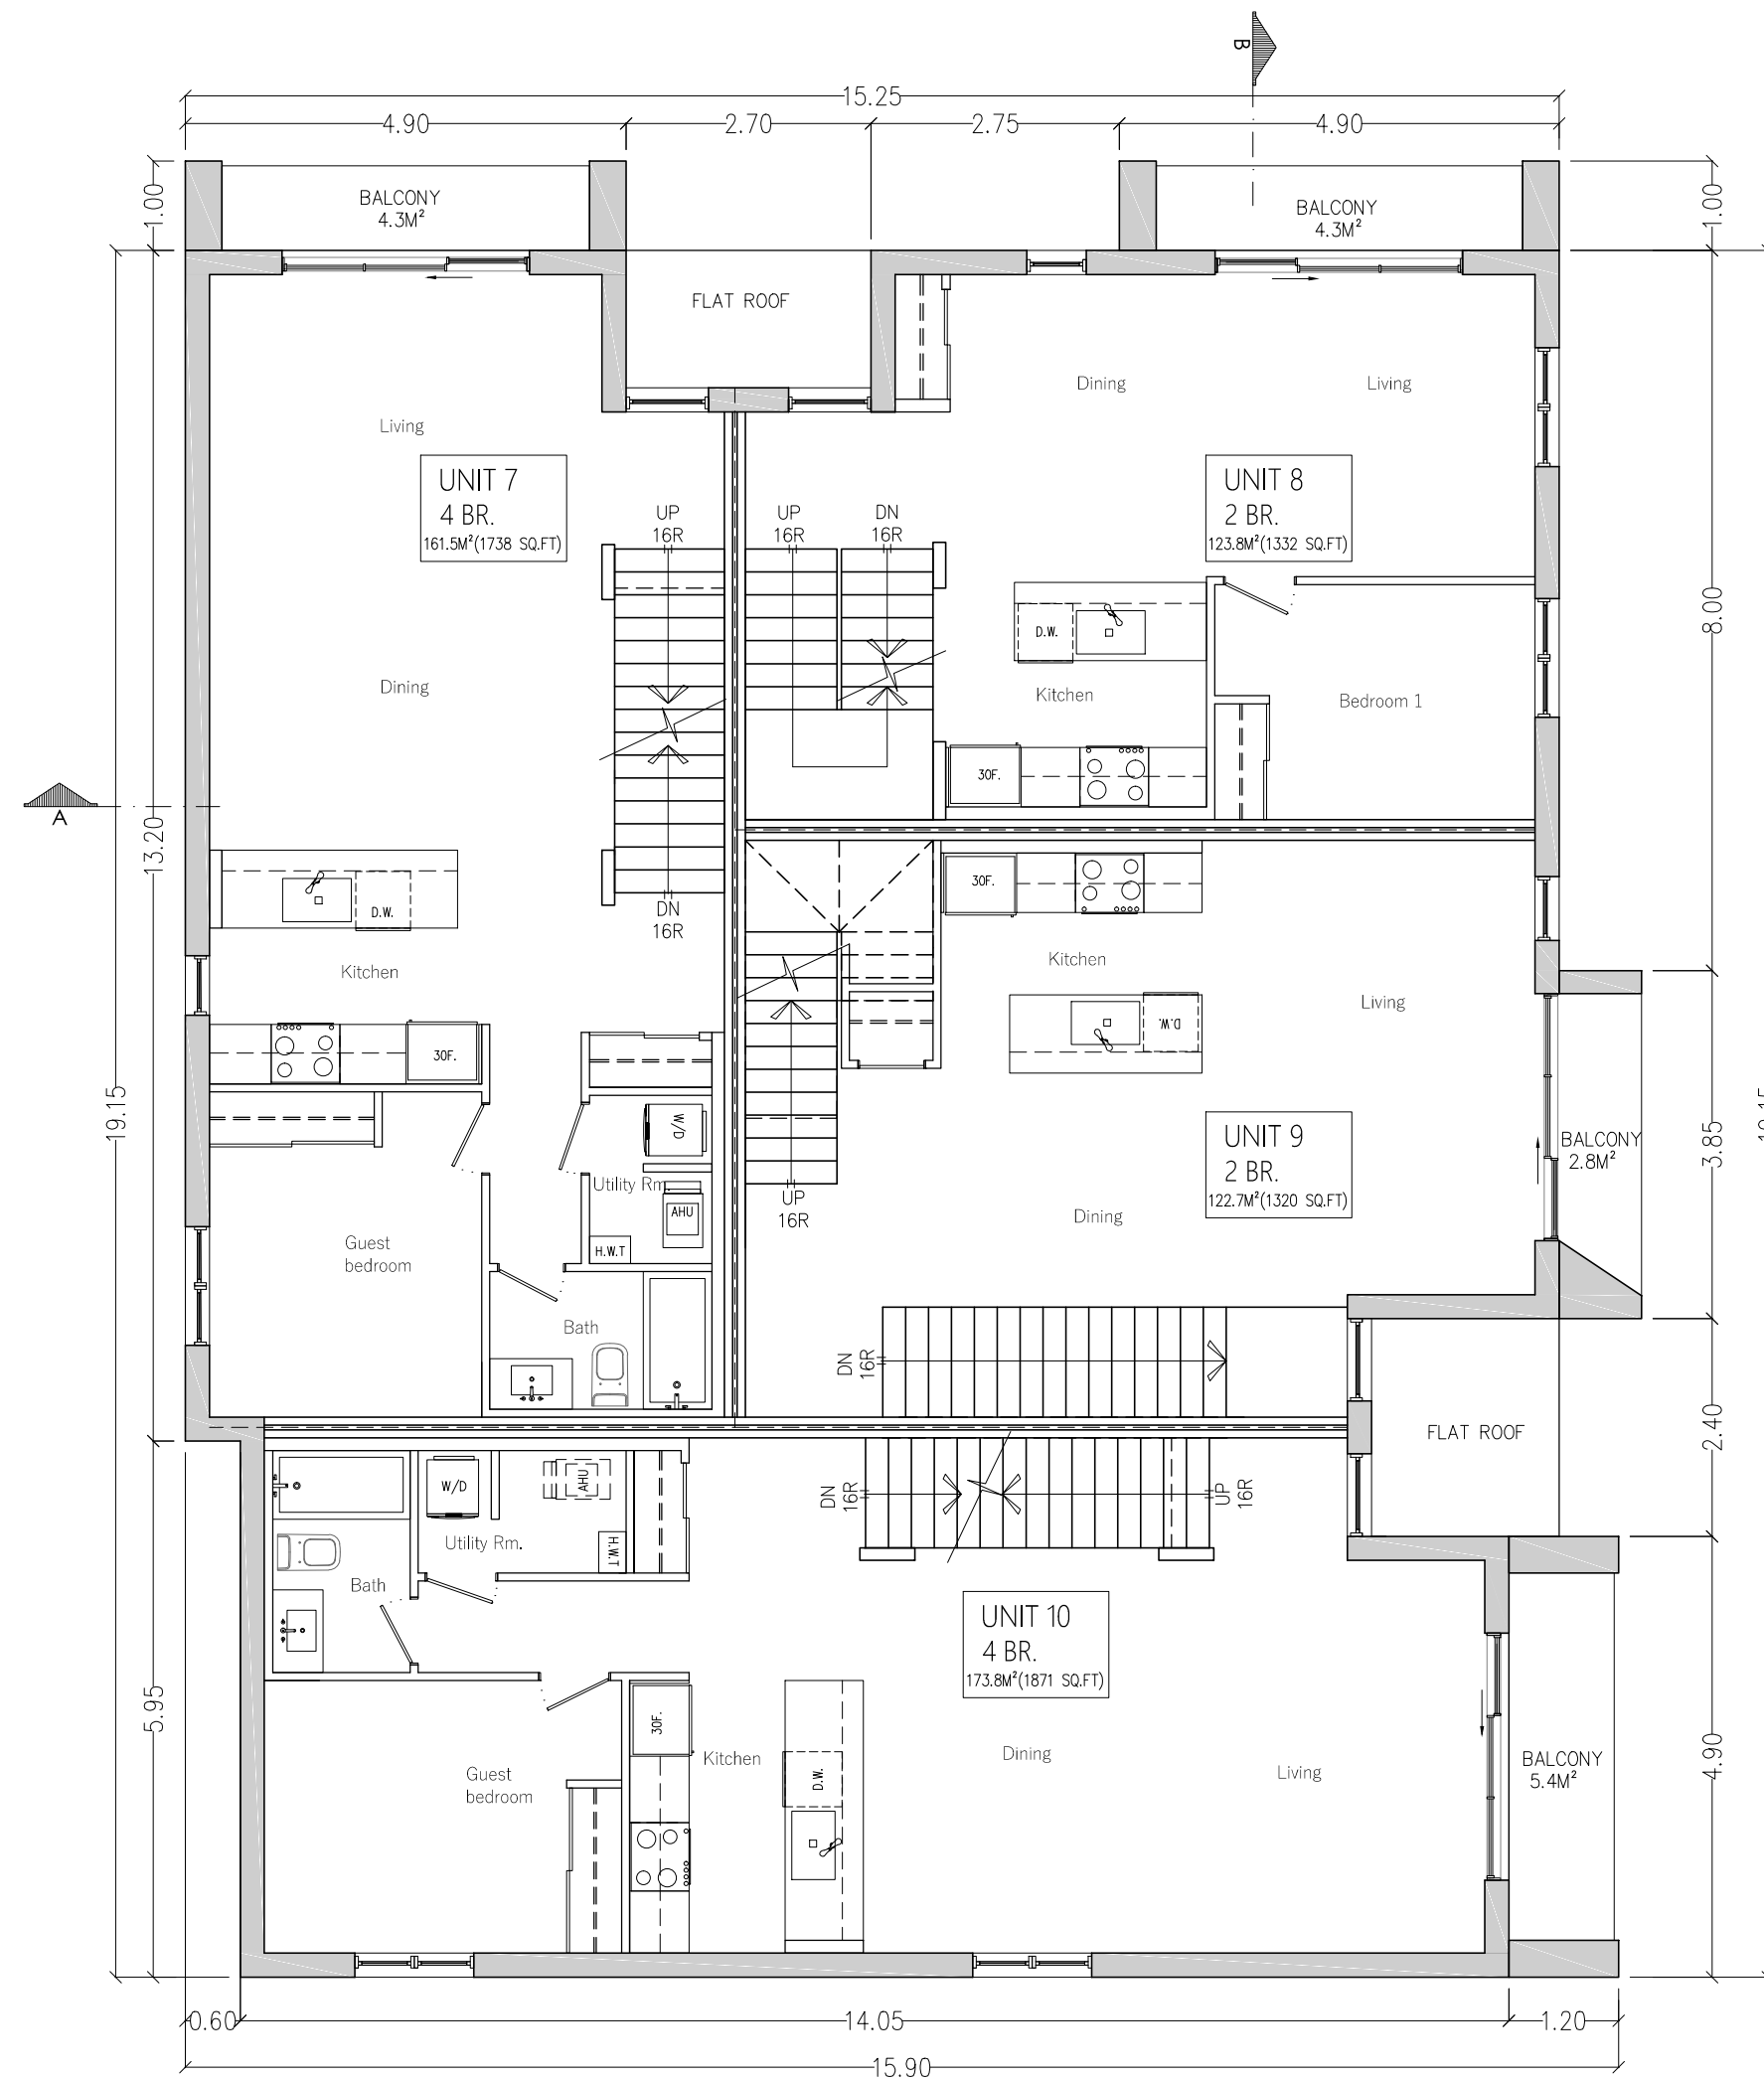 B
15.25
4.90
2.70
2.75
4.90
1.00
BALCONY
4.3M²
BALCONY
4.3M²
1.00
FLAT ROOF
Living
Dining
Living
UNIT 7
4 BR.
161.5M²(1738 SQ.FT)
UNIT 8
2 BR.
123.8M²(1332 SQ.FT)
UP
16R
UP
16R
DN
16R
8.00
D.W.
Dining
Kitchen
Bedroom 1
30F.
A
13.20
D.W.
DN
16R
30F.
Kitchen
Kitchen
Living
D.W.
30F.
19.15
W/D
UNIT 9
2 BR.
122.7M²(1320 SQ.FT)
BALCONY
2.8M²
3.85
Utility Rm.
AHU
UP
16R
Dining
Guest
bedroom
H.W.T
Bath
DN
16R
FLAT ROOF
2.40
W/D
AHU
DN
16R
UP
16R
Utility Rm.
H.W.T
Bath
UNIT 10
4 BR.
173.8M²(1871 SQ.FT)
5.95
30F.
Kitchen
Dining
Living
D.W.
Guest
bedroom
BALCONY
5.4M²
4.90
0.60
14.05
1.20
15.90